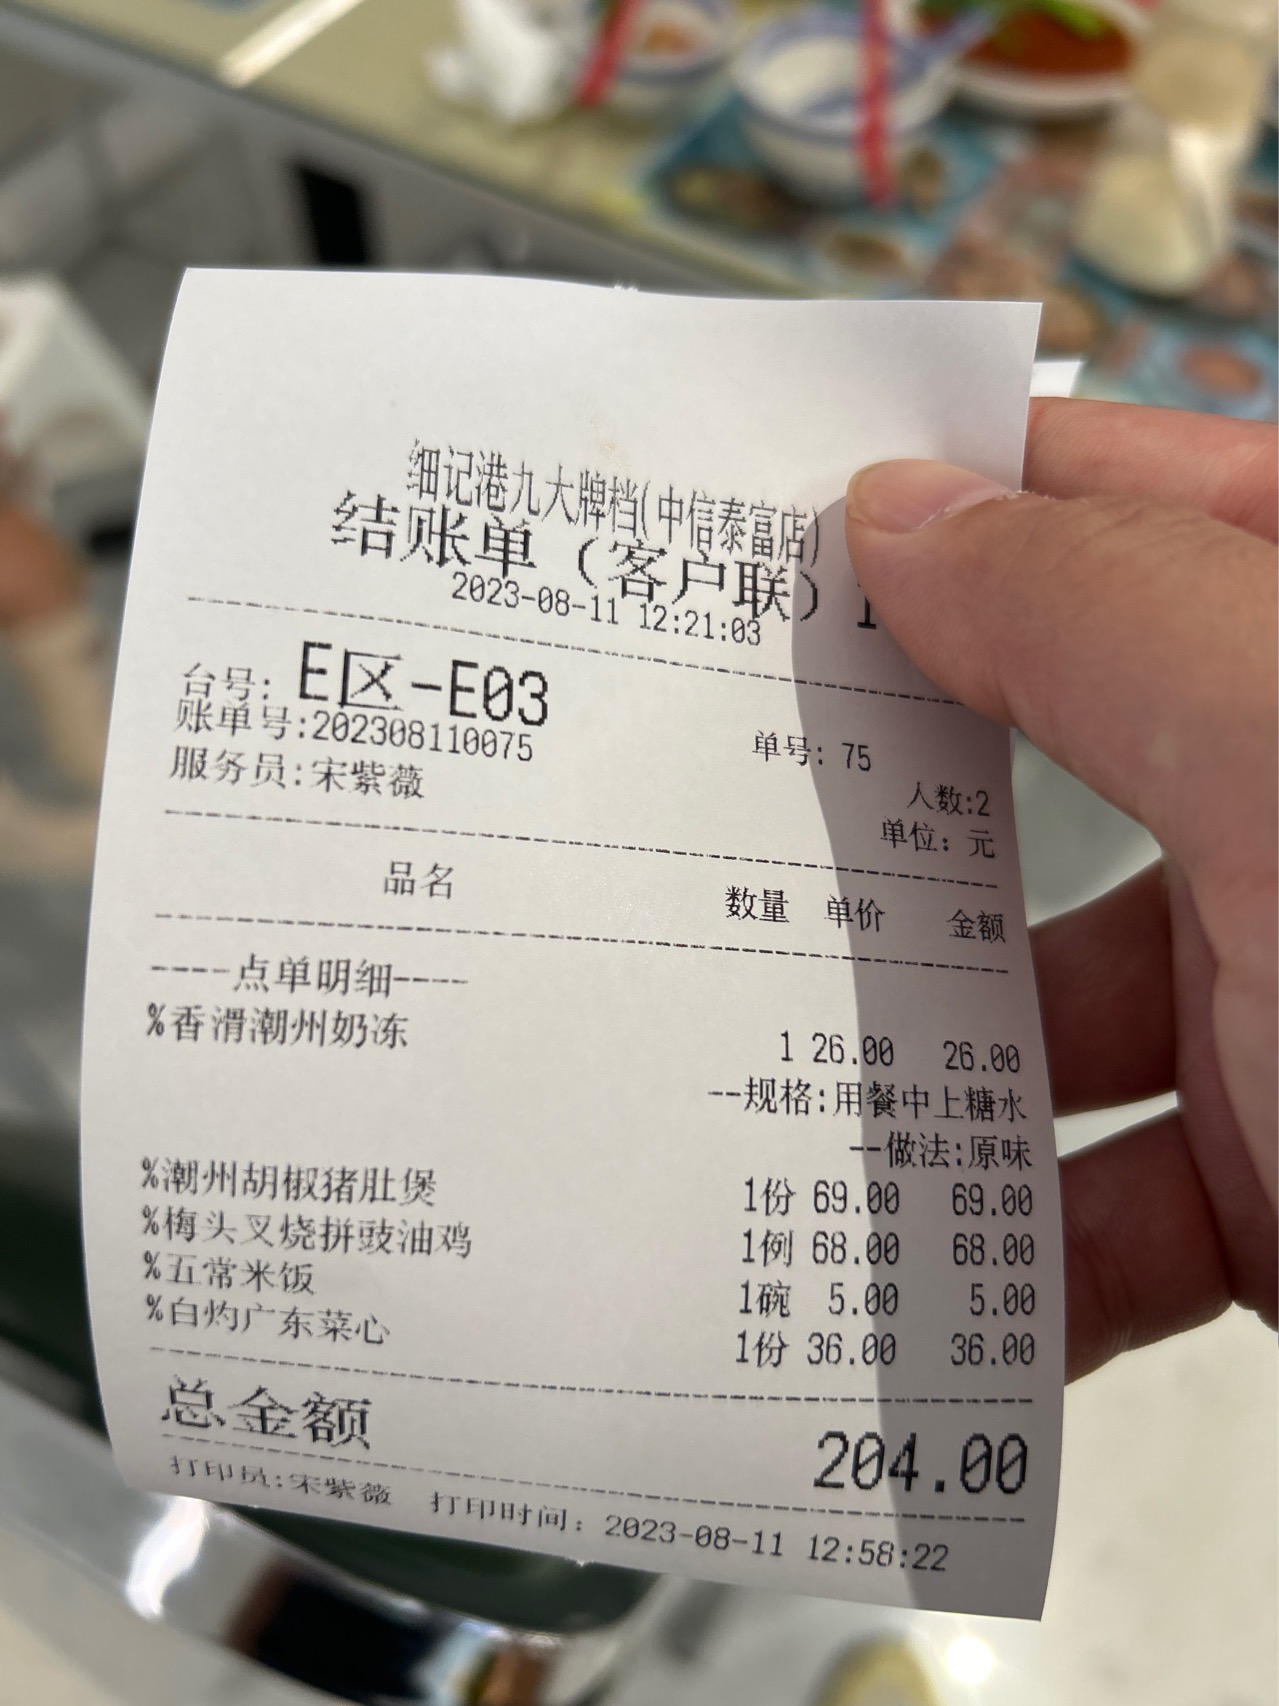 细记港九大牌档(中信泰富店)
结账单（客户联）1
2023-08-11 12:21:03
台号: E区-E03
单号: 75
账单号:202308110075
人数:2
服务员:宋紫薇
单位: 元
品名 数量 单价 金额
----点单明细----
%香滑潮州奶冻
1 26.00 26.00
--规格:用餐中上糖水
--做法:原味
%潮州胡椒猪肚煲 1份 69.00 69.00
%梅头叉烧拼豉油鸡 1例 68.00 68.00
%五常米饭 1碗 5.00 5.00
%白灼广东菜心 1份 36.00 36.00
总金额 204.00
打印员:宋紫薇 打印时间: 2023-08-11 12:58:22